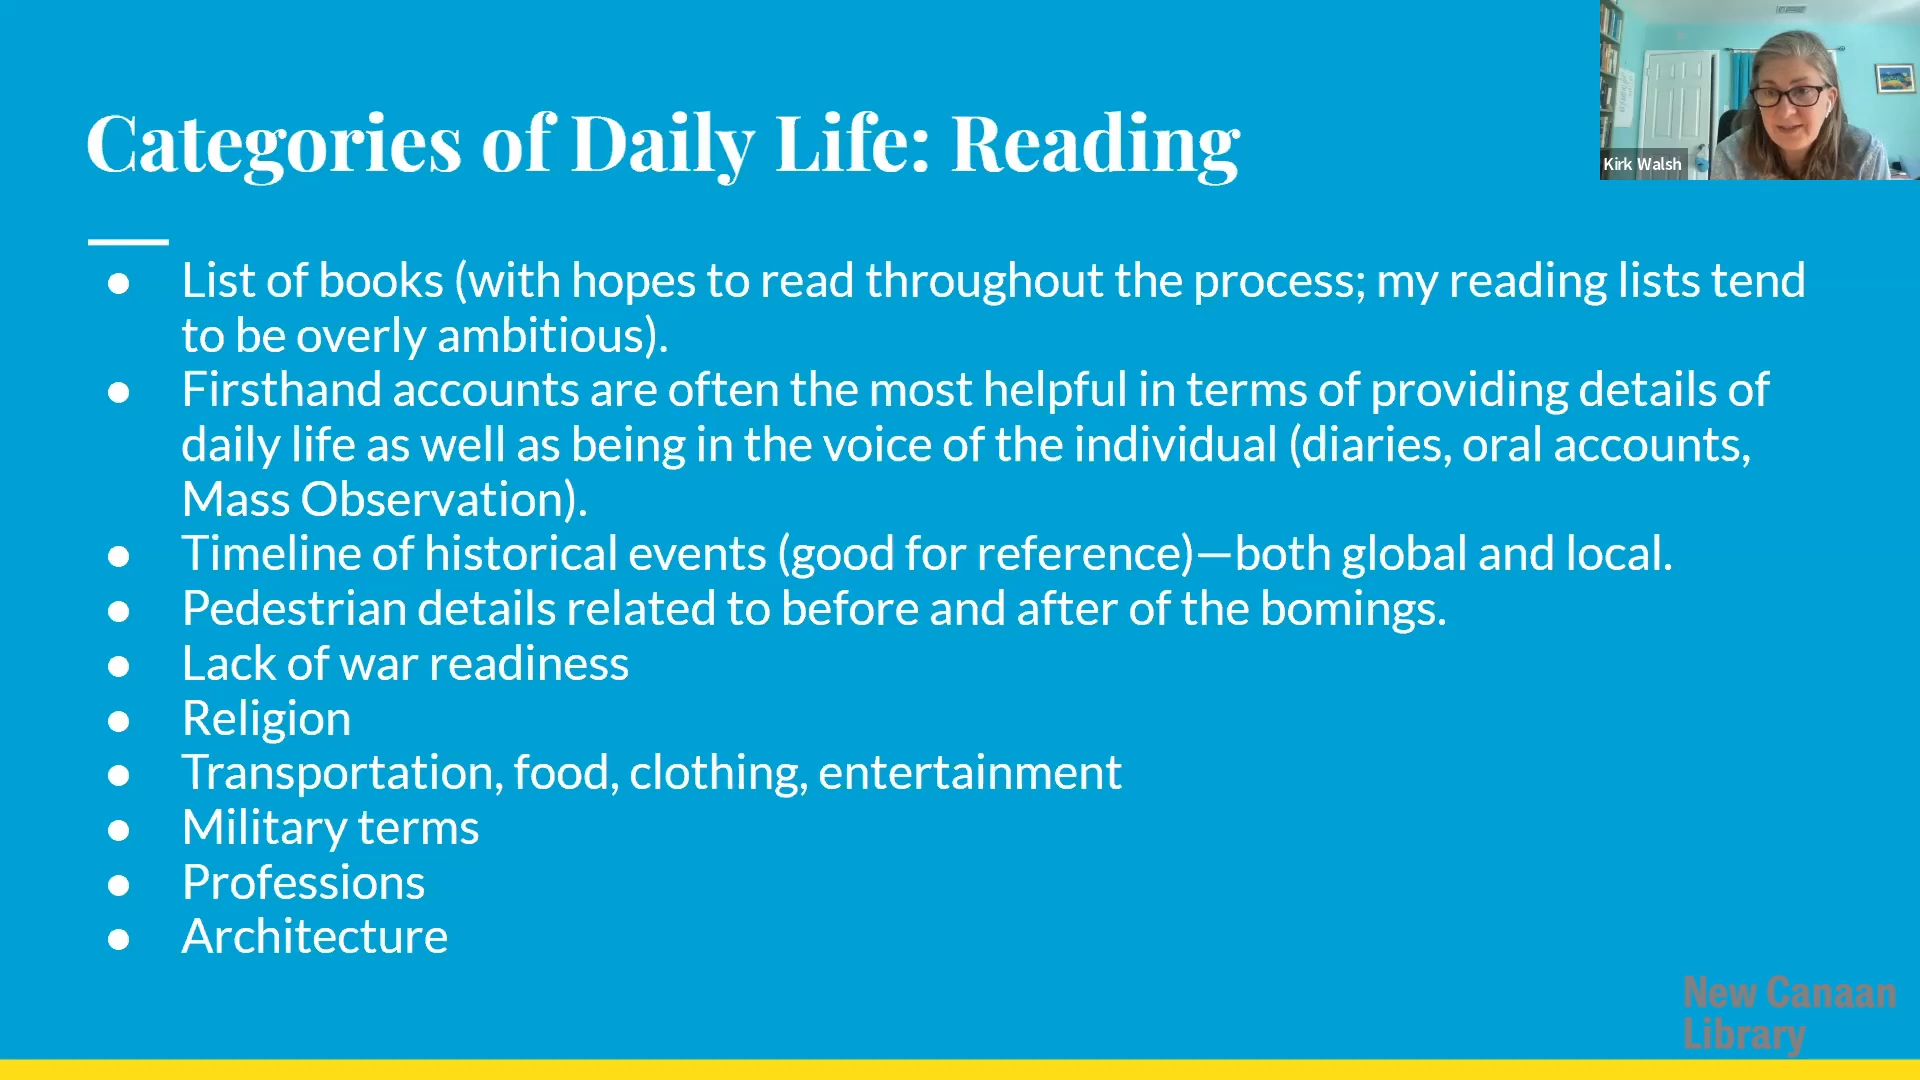 Categories of Daily Life: Reading
Kirk Walsh
● List of books (with hopes to read throughout the process; my reading lists tend
to be overly ambitious).
● Firsthand accounts are often the most helpful in terms of providing details of
daily life as well as being in the voice of the individual (diaries, oral accounts,
Mass Observation).
● Timeline of historical events (good for reference)—both global and local.
● Pedestrian details related to before and after of the bomings.
● Lack of war readiness
● Religion
● Transportation, food, clothing, entertainment
● Military terms
● Professions
● Architecture
New Canaan
Library